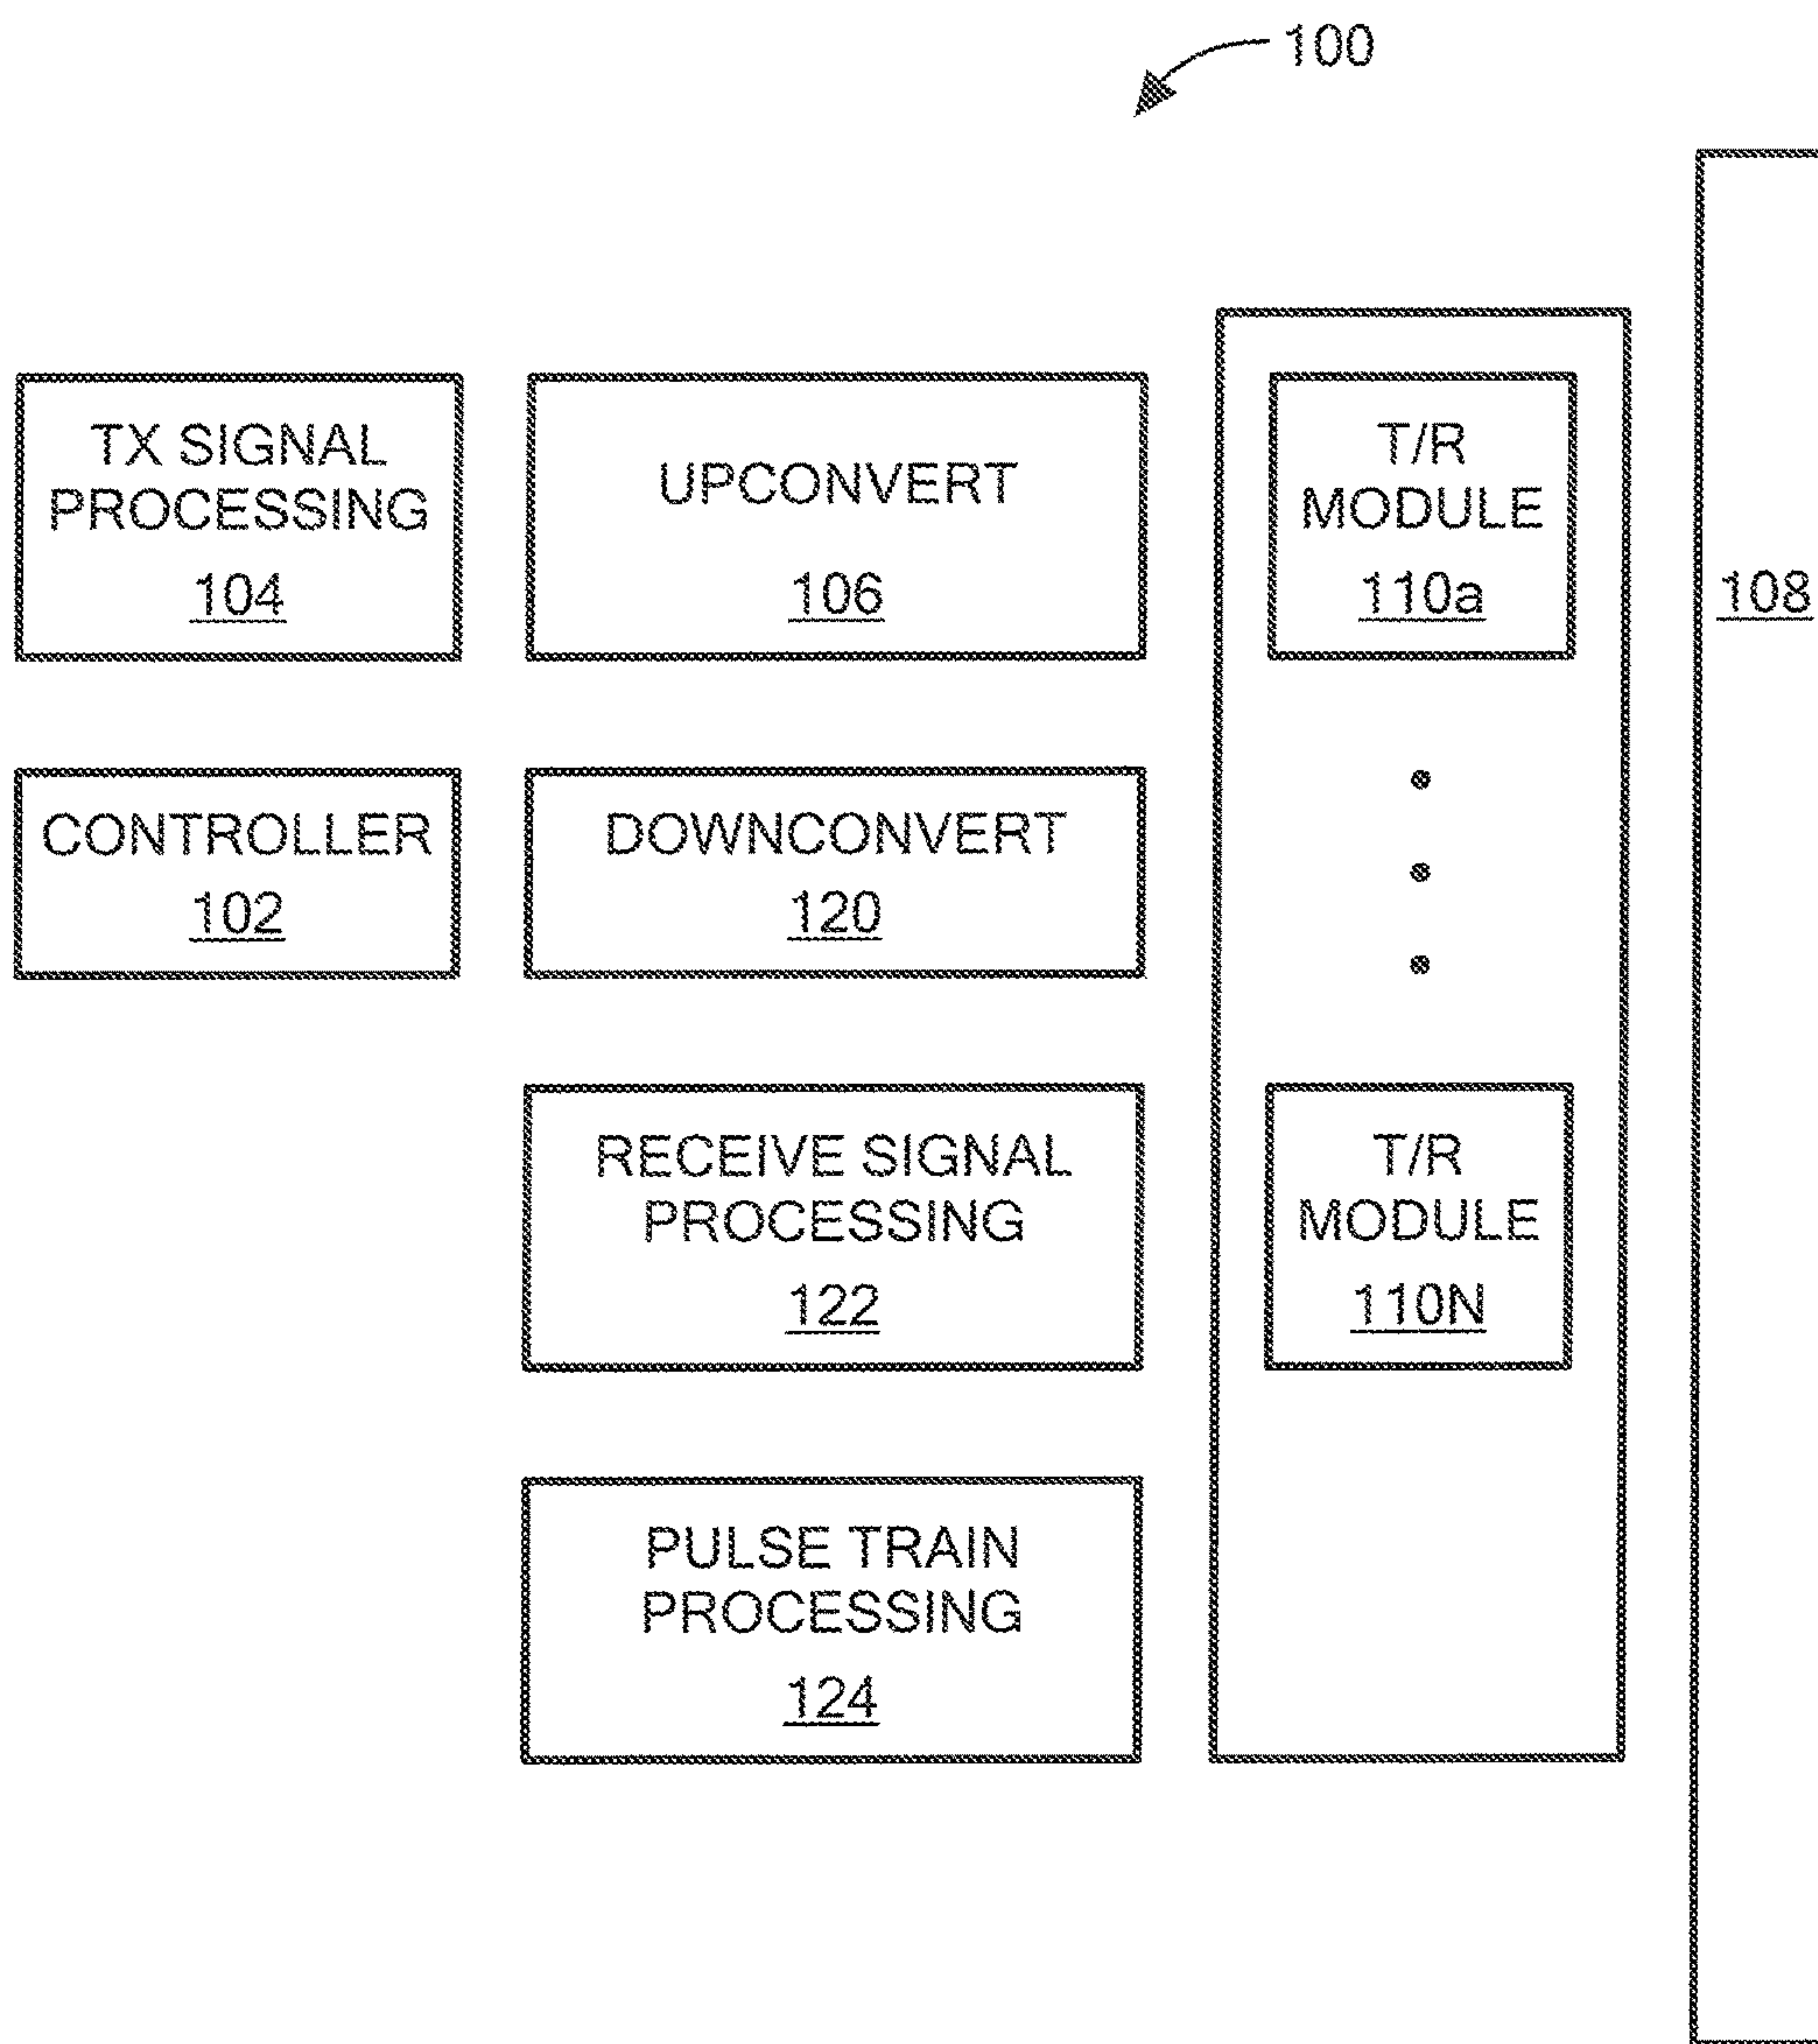 100
TX SIGNAL
PROCESSING
104
UPCONVERT
106
T/R
MODULE
110a
108
CONTROLLER
102
DOWNCONVERT
120
RECEIVE SIGNAL
PROCESSING
122
T/R
MODULE
110N
PULSE TRAIN
PROCESSING
124